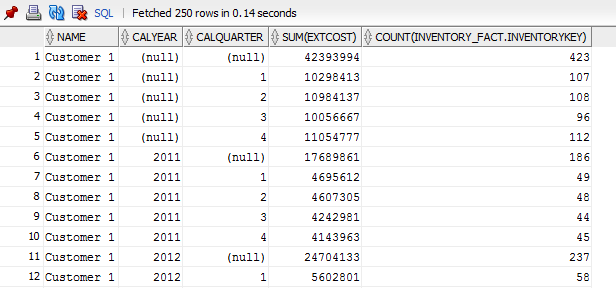 SQL | Fetched 250 rows in 0.14 seconds
NAME CALYEAR CALQUARTER SUM(EXTCOST) COUNT(INVENTORY_FACT.INVENTORYKEY)
1 Customer 1 (null) (null) 42393994 423
2 Customer 1 (null) 1 10298413 107
3 Customer 1 (null) 2 10984137 108
4 Customer 1 (null) 3 10056667 96
5 Customer 1 (null) 4 11054777 112
6 Customer 1 2011 (null) 17689861 186
7 Customer 1 2011 1 4695612 49
8 Customer 1 2011 2 4607305 48
9 Customer 1 2011 3 4242981 44
10 Customer 1 2011 4 4143963 45
11 Customer 1 2012 (null) 24704133 237
12 Customer 1 2012 1 5602801 58